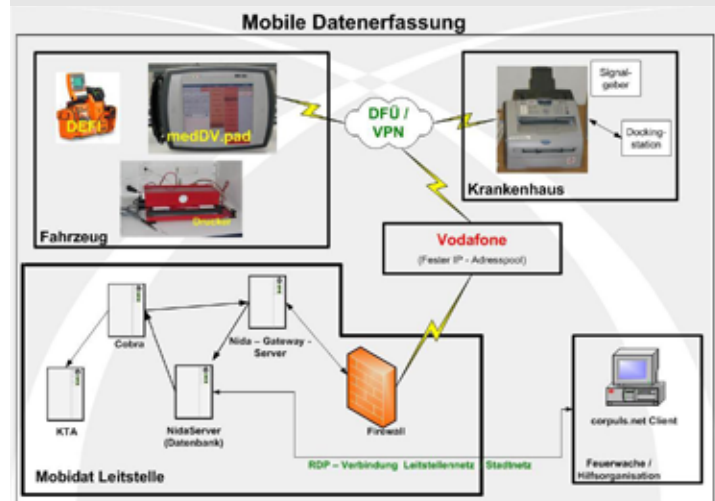 Mobile Datenerfassung
DEFI
medDV.pad
Drucker
Fahrzeug
DFÜ /
VPN
Signal-
geber
Docking-
station
Krankenhaus
Vodafone
(Fester IP - Adresspool)
Cobra
Nida – Gateway -
Server
KTA
NidaServer
(Datenbank)
Firewall
RDP – Verbindung Leitstellennetz Stadtnetz
Mobidat Leitstelle
corpuls.net Client
Feuerwache /
Hilfsorganisation